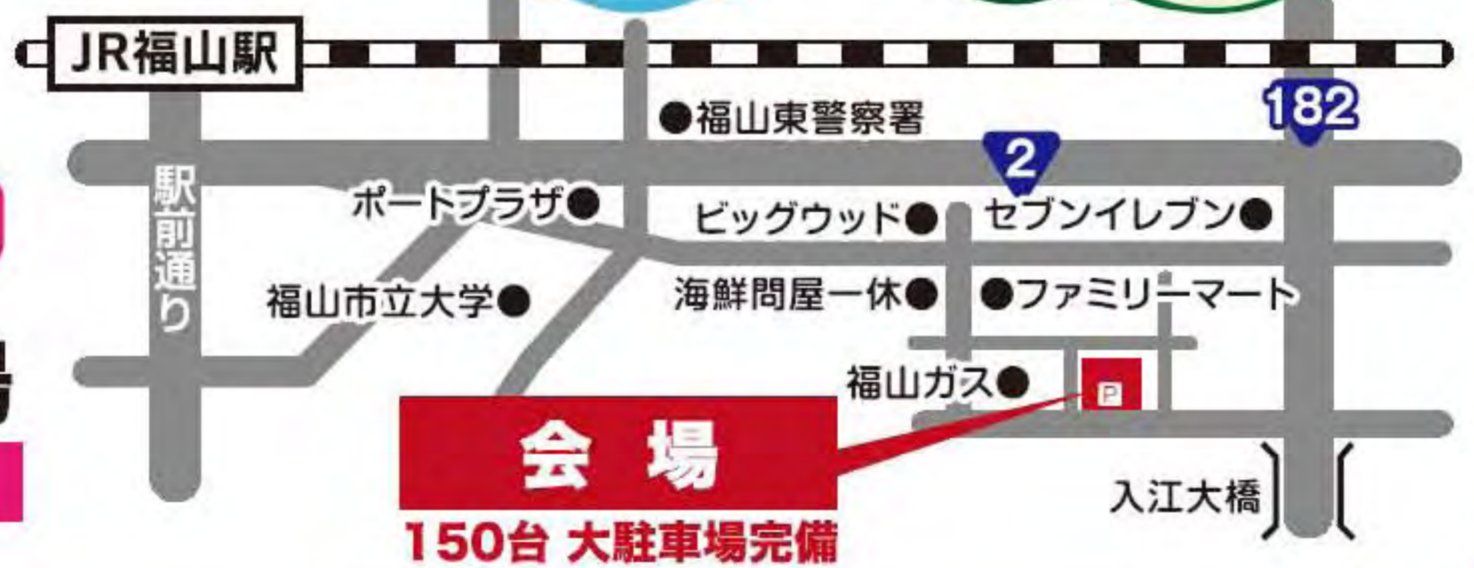 JR福山駅
182
●福山東警察署
2
駅前通り
ポートプラザ●
ビッグウッド●
セブンイレブン●
福山市立大学●
海鮮問屋一休●
●ファミリーマート
福山ガス●
P
会場
入江大橋
150台 大駐車場完備